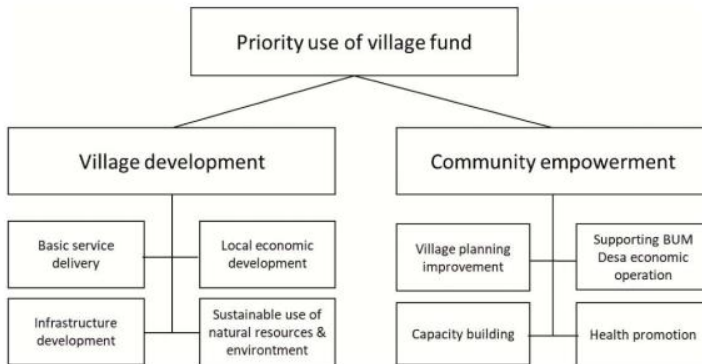 Priority use of village fund
Village development
Community empowerment
Basic service
delivery
Local economic
development
Village planning
improvement
Supporting BUM
Desa economic
operation
Infrastructure
development
Sustainable use of
natural resources &
environtment
Capacity building
Health promotion